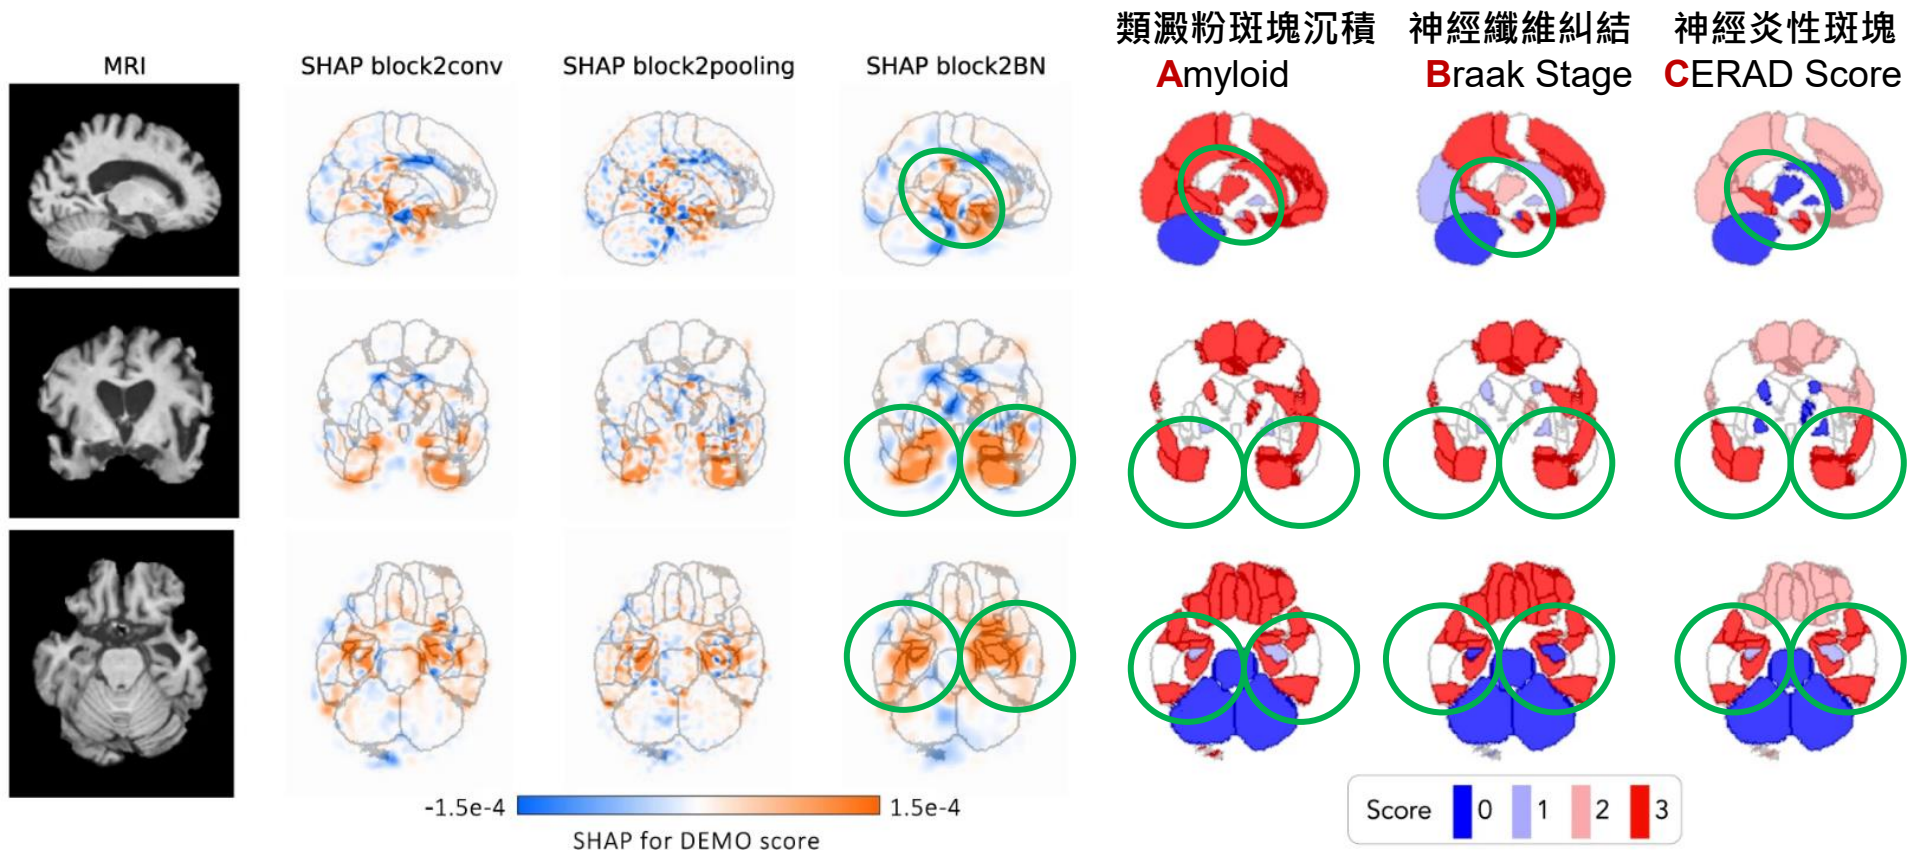 類澱粉斑塊沉積 神經纖維糾結 神經炎性斑塊
MRI SHAP block2conv SHAP block2pooling SHAP block2BN Amyloid Braak Stage CERAD Score
-1.5e-4 1.5e-4
SHAP for DEMO score
Score 0 1 2 3